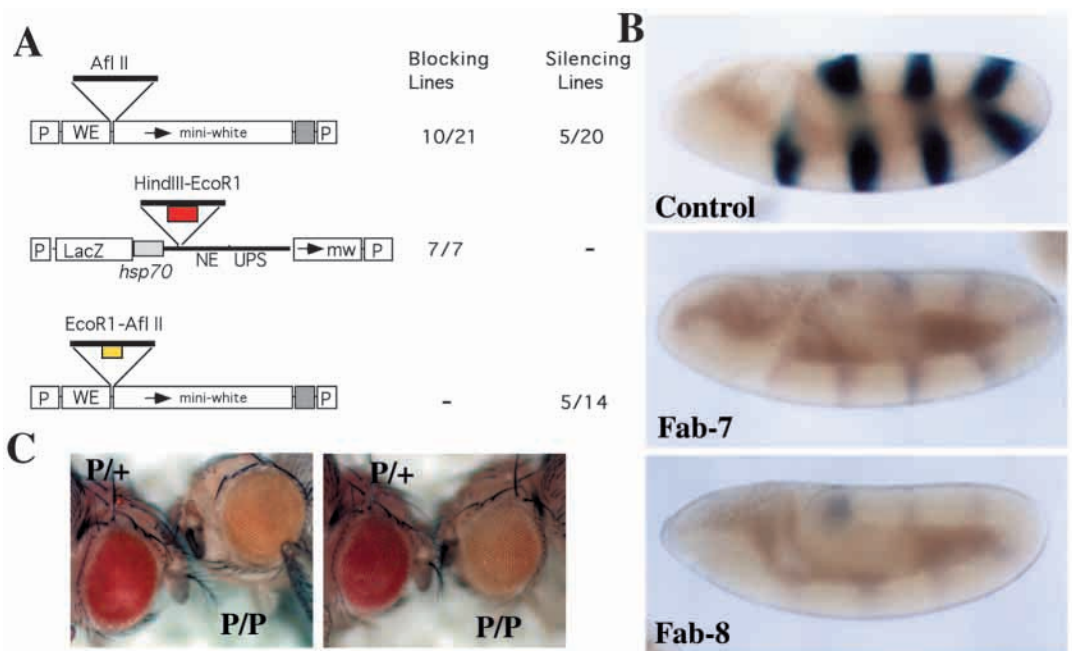 A
Afl II
Blocking Lines
Silencing Lines
P WE mini-white P
10/21 5/20
HindIII-EcoR1
P LacZ mw P
NE UPS
hsp70
7/7 -
EcoR1-Afl II
P WE mini-white P
- 5/14
B
Control
Fab-7
Fab-8
C
P/+
P/P
P/+
P/P